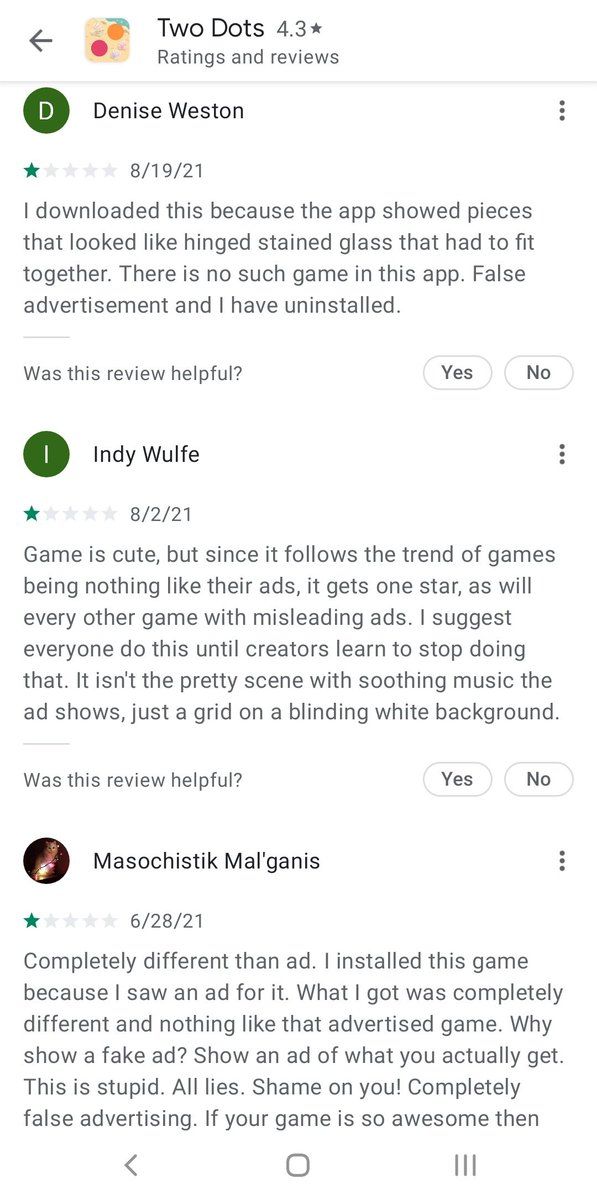 Two Dots 4.3★
Ratings and reviews
D Denise Weston
8/19/21
I downloaded this because the app showed pieces
that looked like hinged stained glass that had to fit
together. There is no such game in this app. False
advertisement and I have uninstalled.
Was this review helpful? Yes No
I Indy Wulfe
8/2/21
Game is cute, but since it follows the trend of games
being nothing like their ads, it gets one star, as will
every other game with misleading ads. I suggest
everyone do this until creators learn to stop doing
that. It isn't the pretty scene with soothing music the
ad shows, just a grid on a blinding white background.
Was this review helpful? Yes No
Masochistik Mal'ganis
6/28/21
Completely different than ad. I installed this game
because I saw an ad for it. What I got was completely
different and nothing like that advertised game. Why
show a fake ad? Show an ad of what you actually get.
This is stupid. All lies. Shame on you! Completely
false advertising. If your game is so awesome then